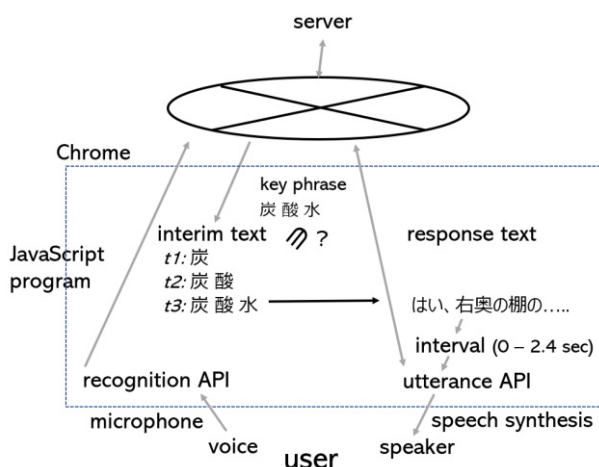 server
Chrome
key phrase
炭 酸 水
interim text
?
response text
JavaScript
program
t1: 炭
t2: 炭 酸
t3: 炭 酸 水
はい、右奥の棚の.....
interval (0 – 2.4 sec)
recognition API
utterance API
microphone
speech synthesis
voice
user
speaker